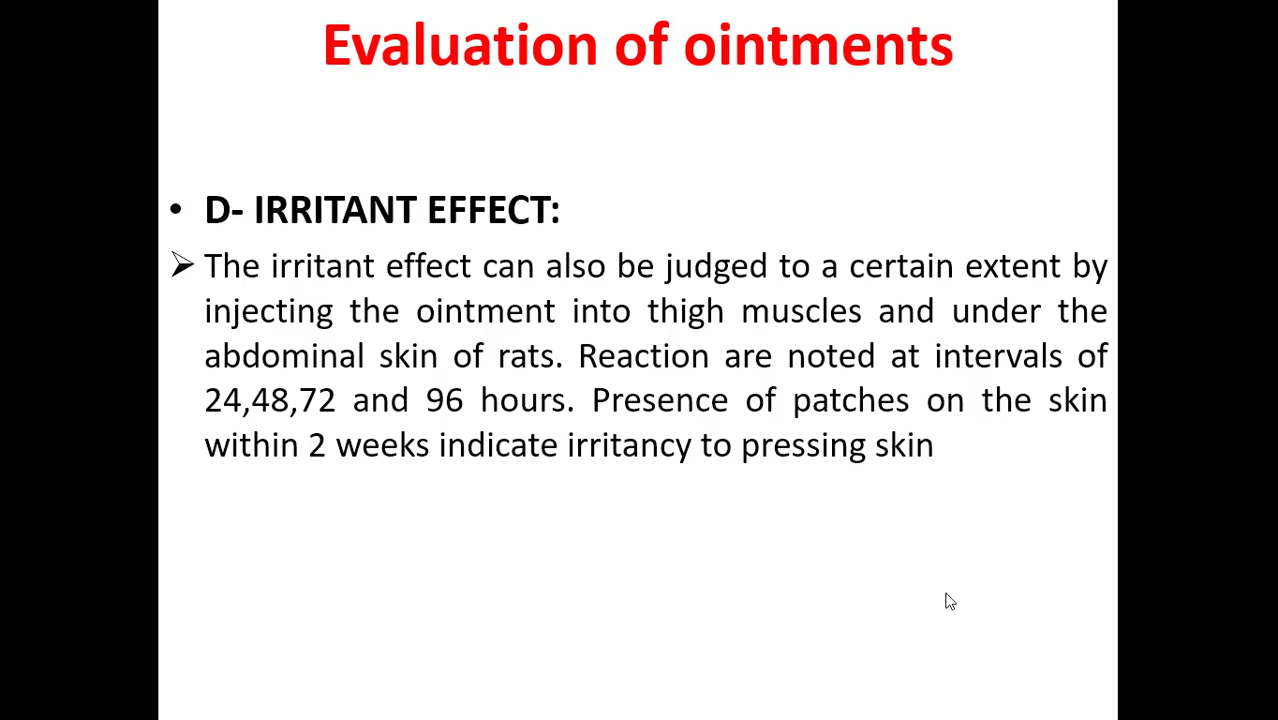 Evaluation of ointments
• D- IRRITANT EFFECT:
➢ The irritant effect can also be judged to a certain extent by
injecting the ointment into thigh muscles and under the
abdominal skin of rats. Reaction are noted at intervals of
24,48,72 and 96 hours. Presence of patches on the skin
within 2 weeks indicate irritancy to pressing skin